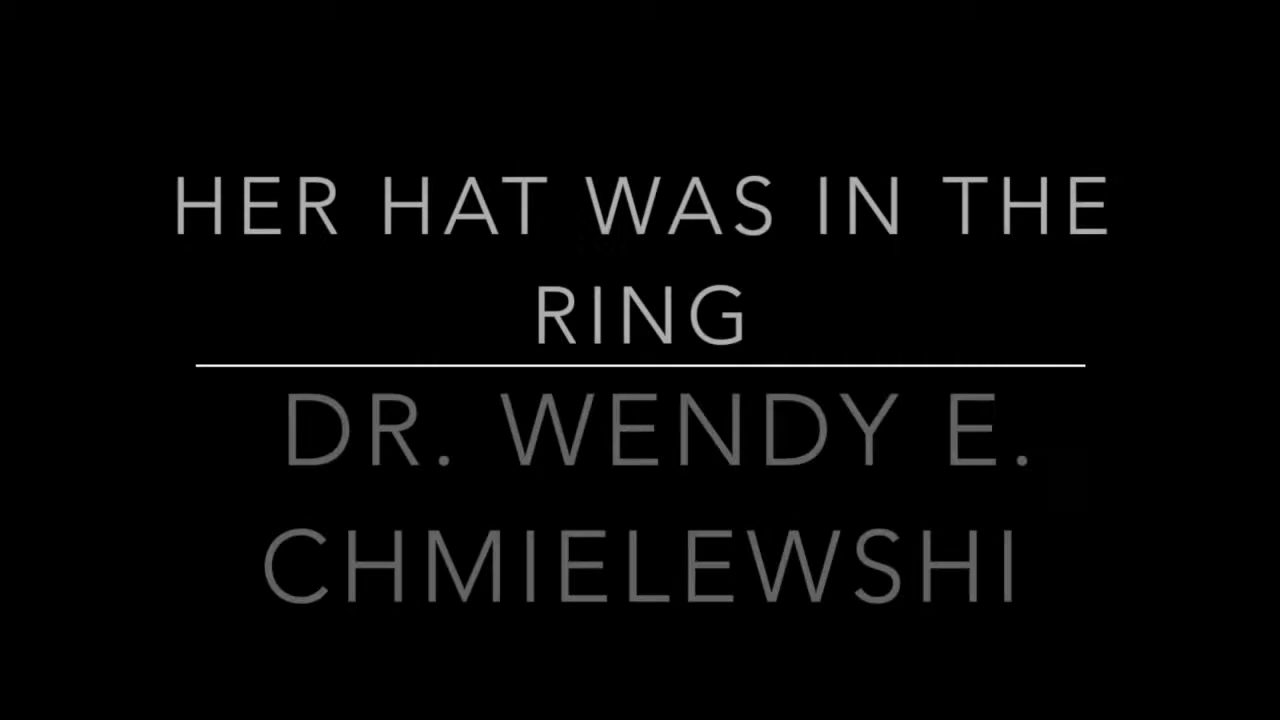 HER HAT WAS IN THE
RING
DR. WENDY E.
CHMIELEWSHI